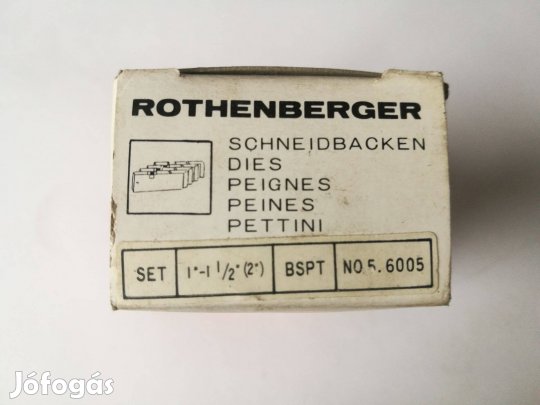 ROTHENBERGER
SCHNEIDBACKEN
DIES
PEIGNES
PEINES
PETTINI
SET 1"-1 1/2" (2") BSPT NO.5.6005
Jófogás